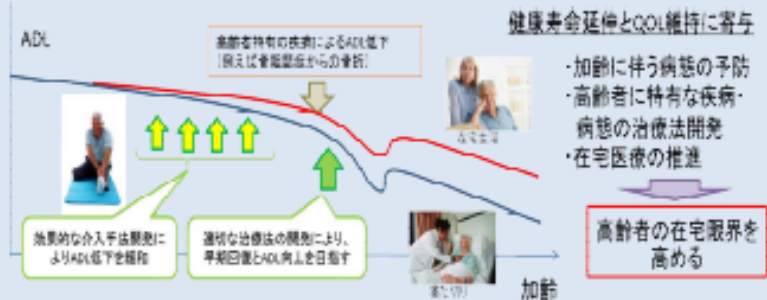 健康寿命延伸とQOL維持に寄与
ADL
高齢者特有の疾病によるADL低下
(例えば骨粗鬆症からの骨折)
・加齢に伴う病態の予防
・高齢者に特有な疾病・
病態の治療法開発
・在宅医療の推進
効果的な介入手法開発に
よりADL低下を緩和
適切な治療法の開発により、
早期回復とADL向上を目指す
高齢者の在宅限界を
高める
加齢